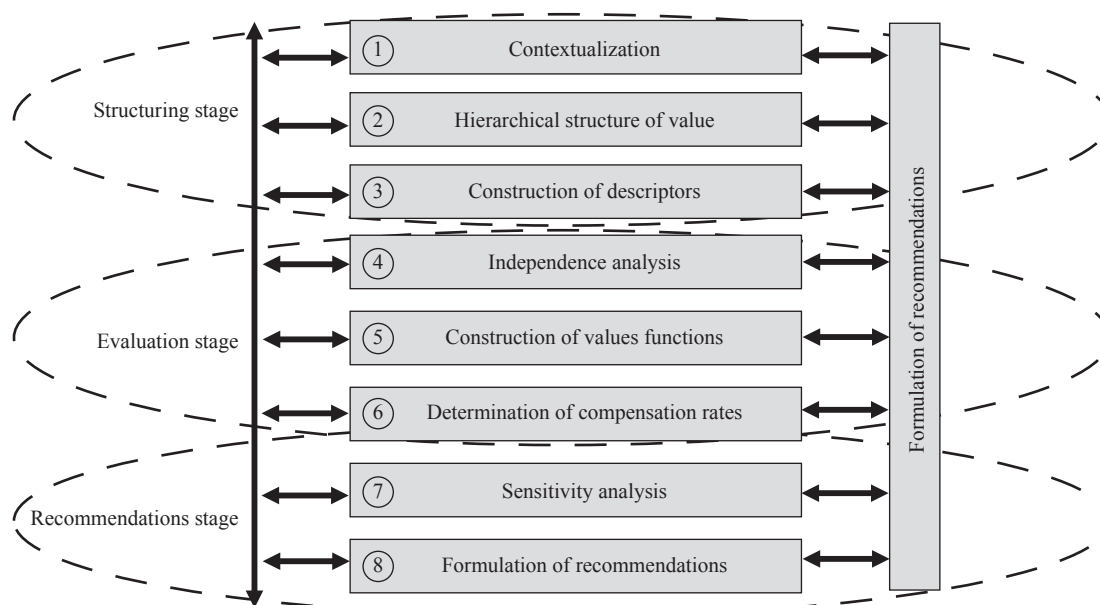 Structuring stage
1 Contextualization
2 Hierarchical structure of value
3 Construction of descriptors
Evaluation stage
4 Independence analysis
5 Construction of values functions
6 Determination of compensation rates
Recommendations stage
7 Sensitivity analysis
8 Formulation of recommendations
Formulation of recommendations